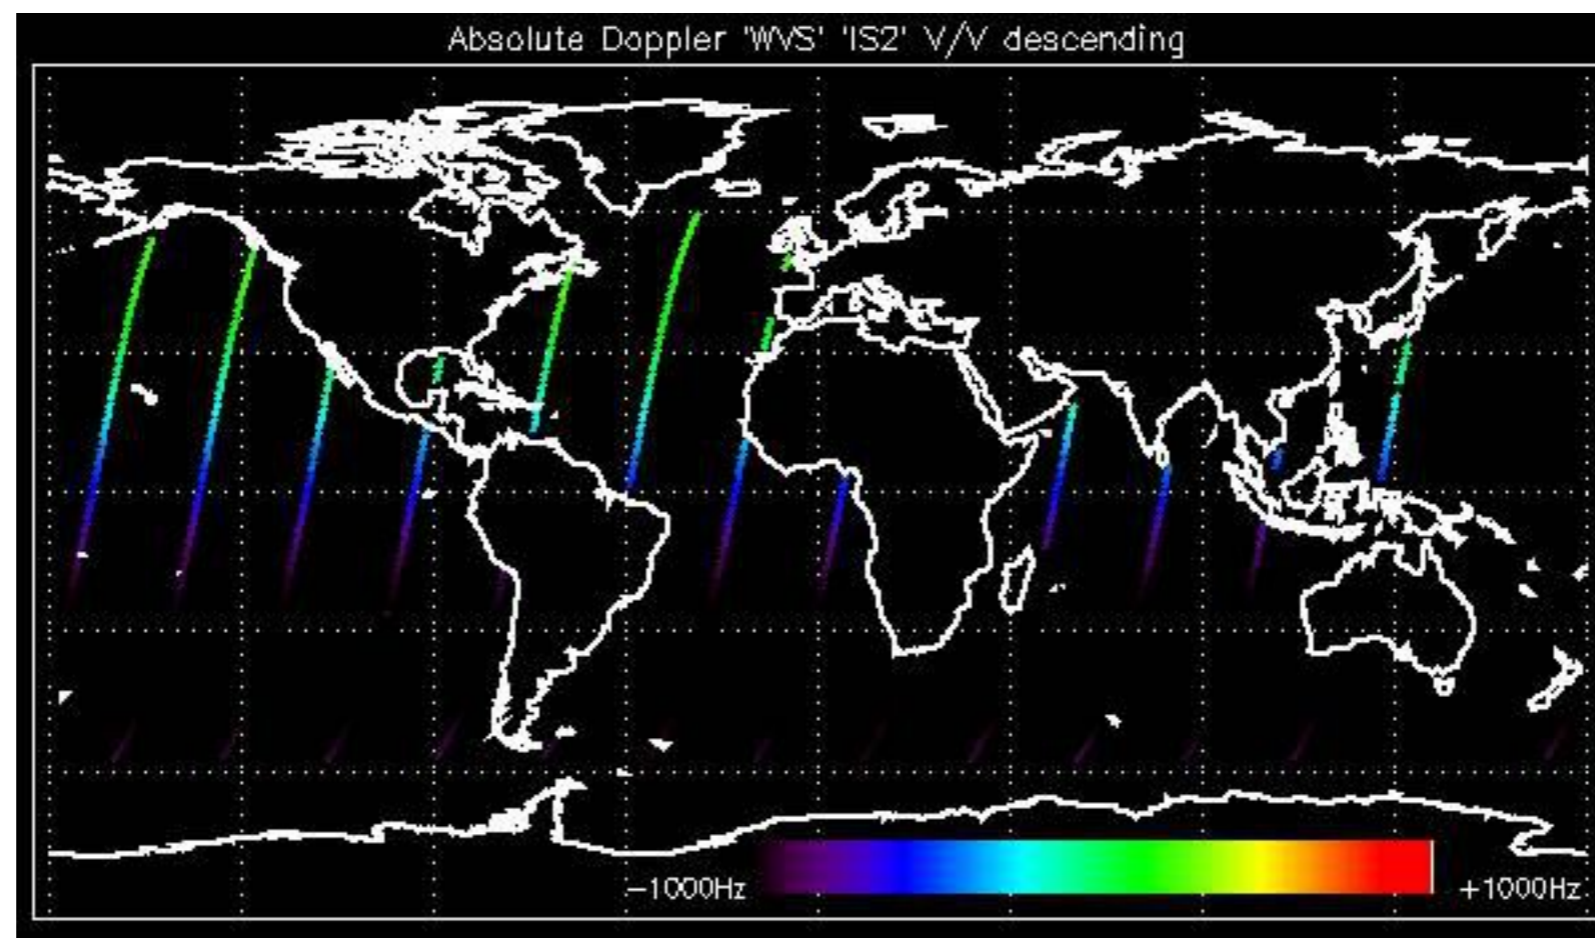 Absolute Doppler 'WVS' 'IS2' V/V descending
−1000Hz
+1000Hz